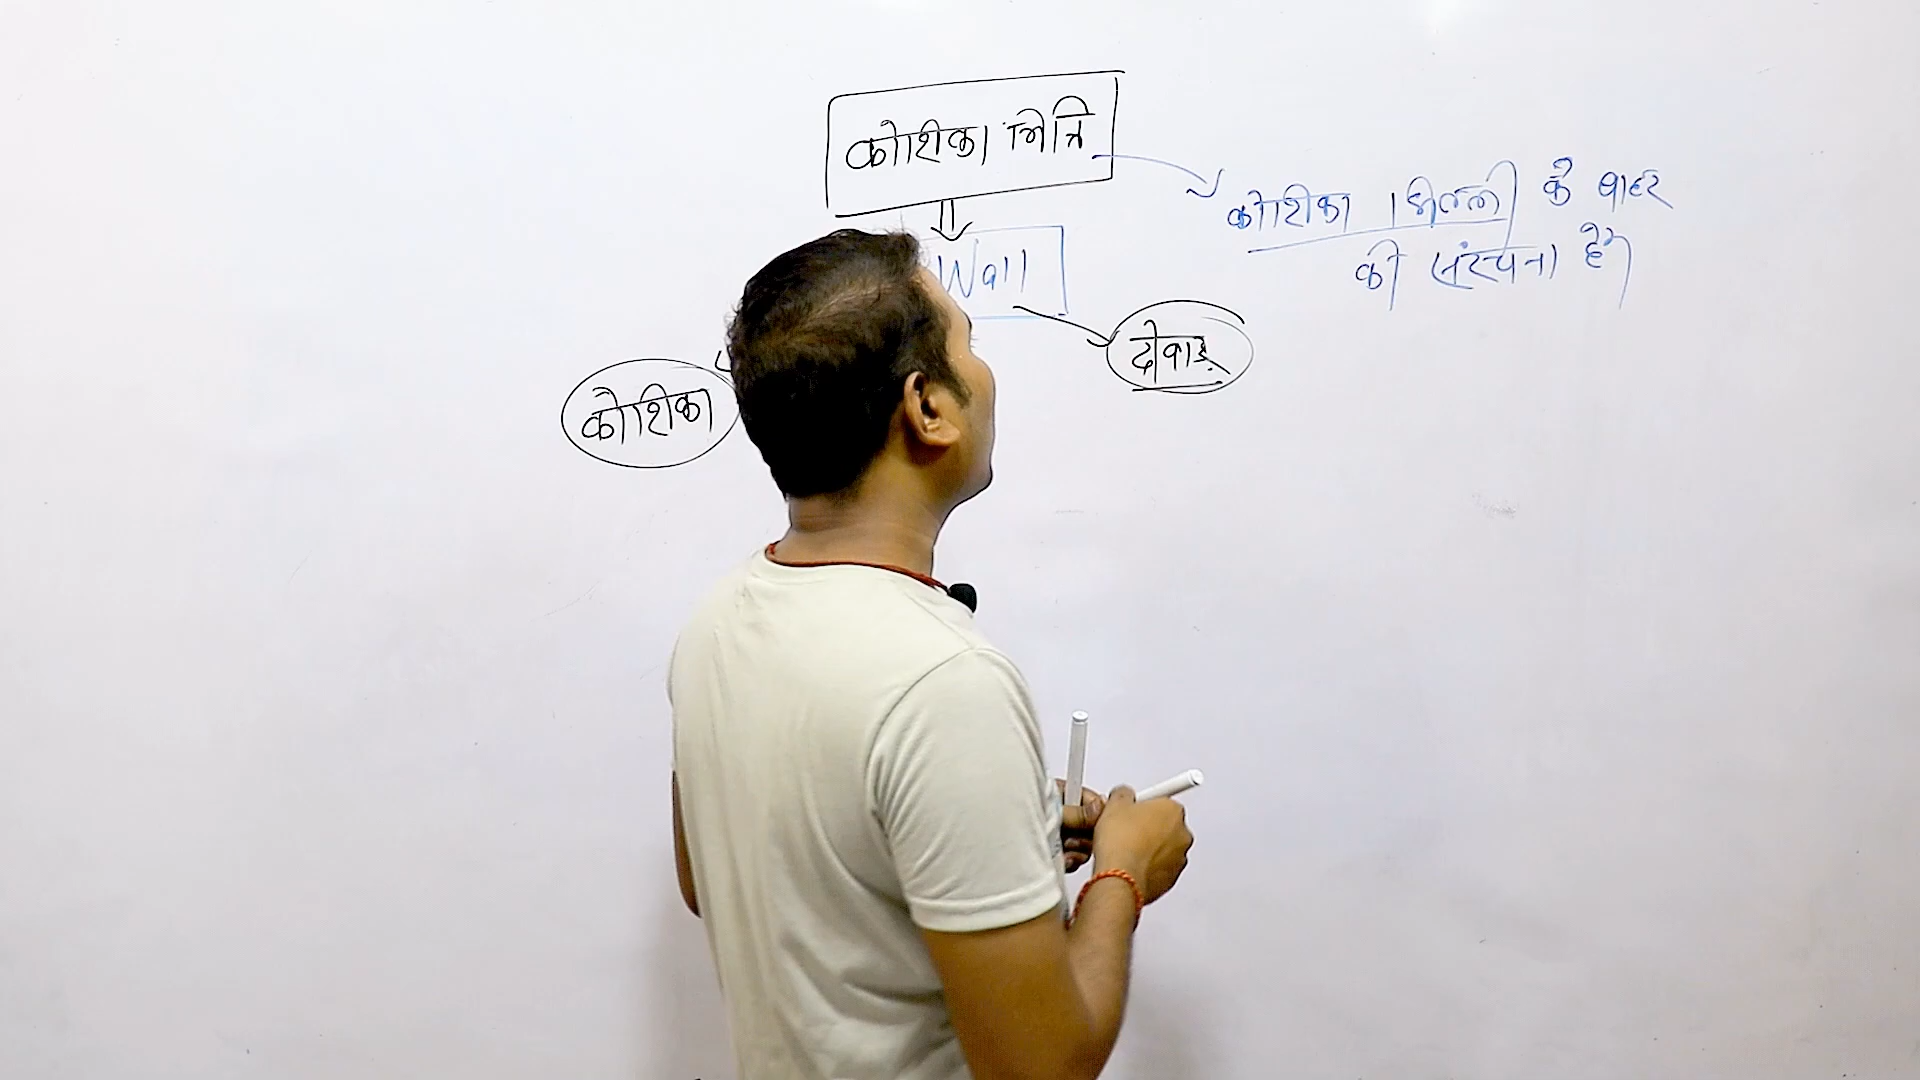 कोशिका भित्ति
कोशिका झिल्ली के बाहर
की संरचना है
Wall
दीवार
कोशिका